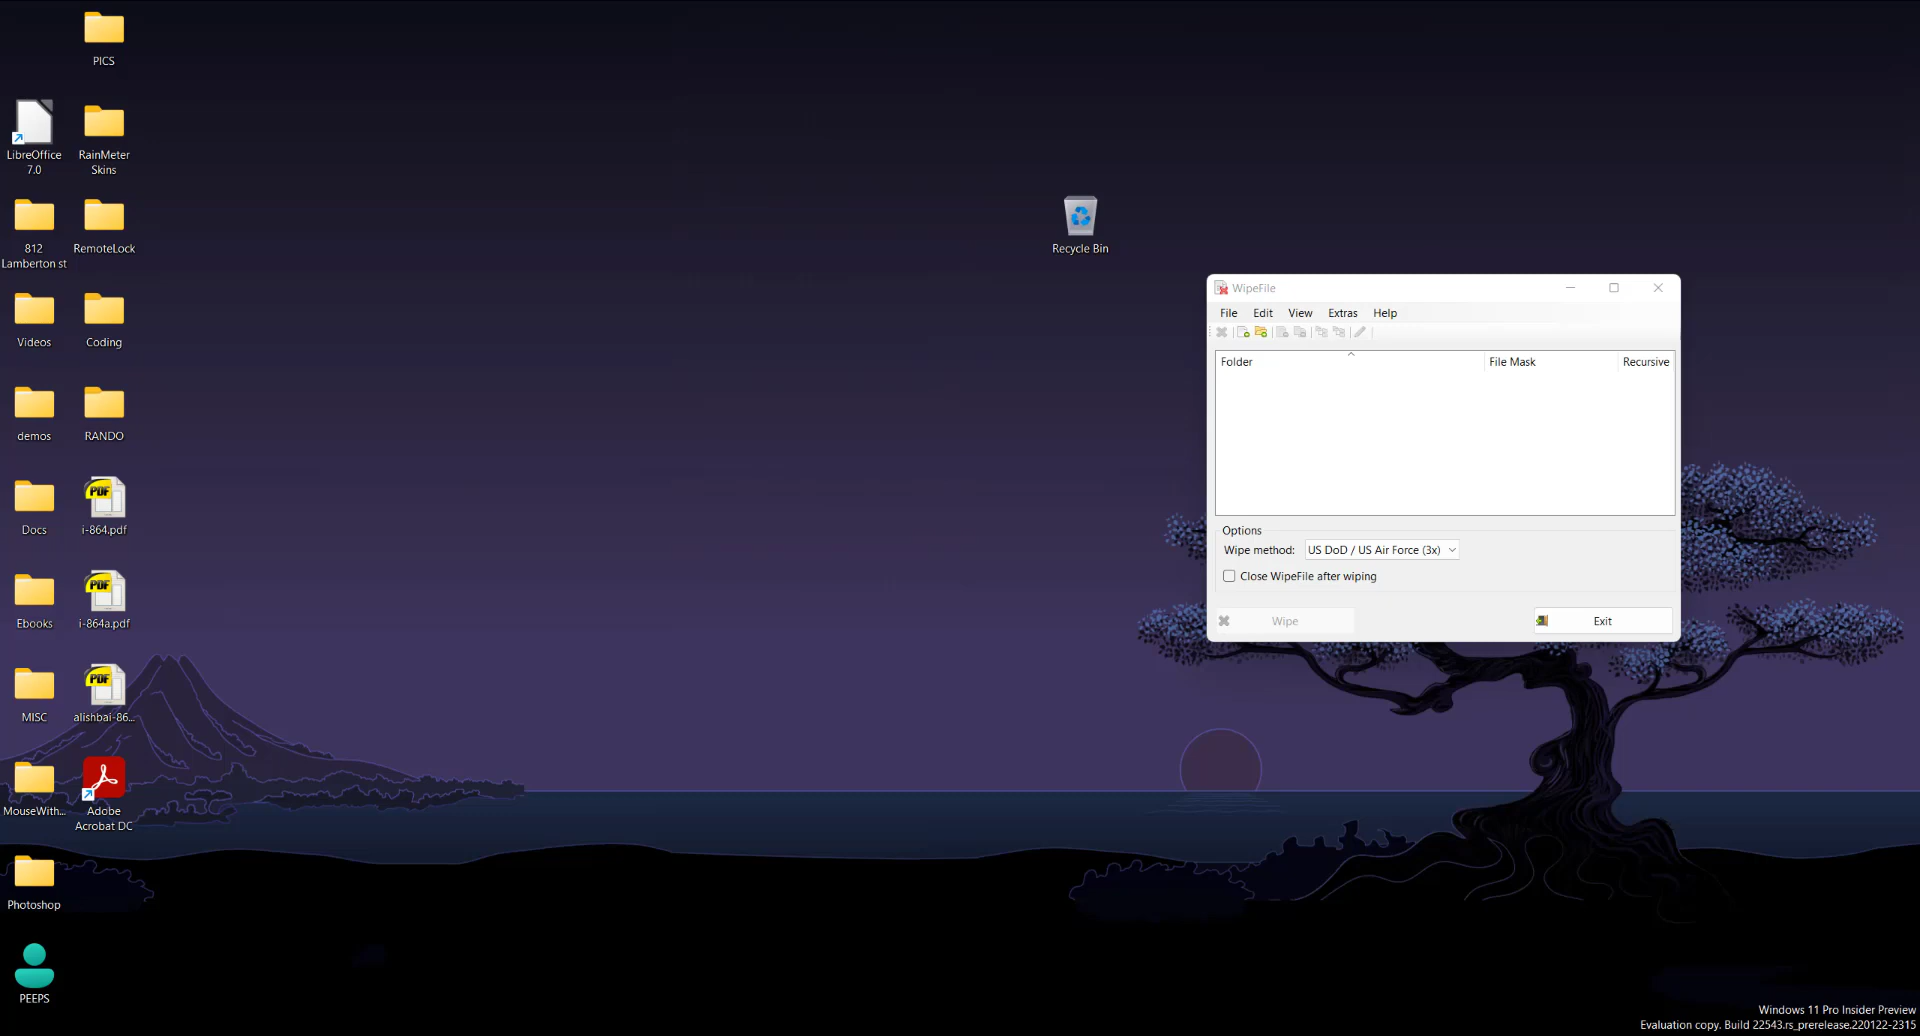 PICS
LibreOffice
7.0
RainMeter
Skins
812
Lamberton st
RemoteLock
Videos
Coding
demos
RANDO
Docs
PDF
i-864.pdf
Ebooks
PDF
i-864a.pdf
MISC
PDF
alishbai-86...
MouseWith...
Adobe
Acrobat DC
Photoshop
PEEPS
Recycle Bin
WipeFile
File Edit View Extras Help
Folder File Mask Recursive
Options
Wipe method: US DoD / US Air Force (3x)
Close WipeFile after wiping
Wipe Exit
Windows 11 Pro Insider Preview
Evaluation copy. Build 22543.rs_prerelease.220122-2315